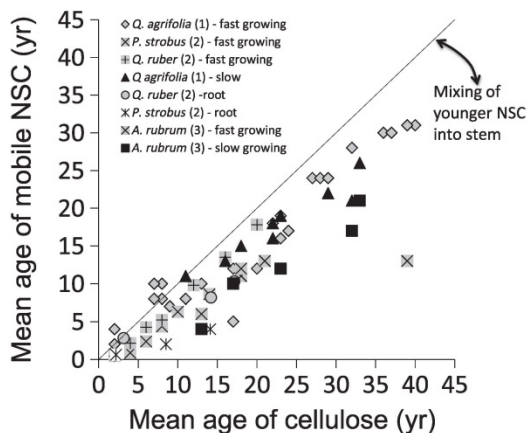 Mean age of mobile NSC (yr)
45
40
35
30
25
20
15
10
5
0
Q. agrifolia (1) - fast growing
P. strobus (2) - fast growing
Q. ruber (2) - fast growing
Q agrifolia (1) - slow
Q. ruber (2) -root
P. strobus (2) - root
A. rubrum (3) - fast growing
A. rubrum (3) - slow growing
Mixing of
younger NSC
into stem
0 5 10 15 20 25 30 35 40 45
Mean age of cellulose (yr)